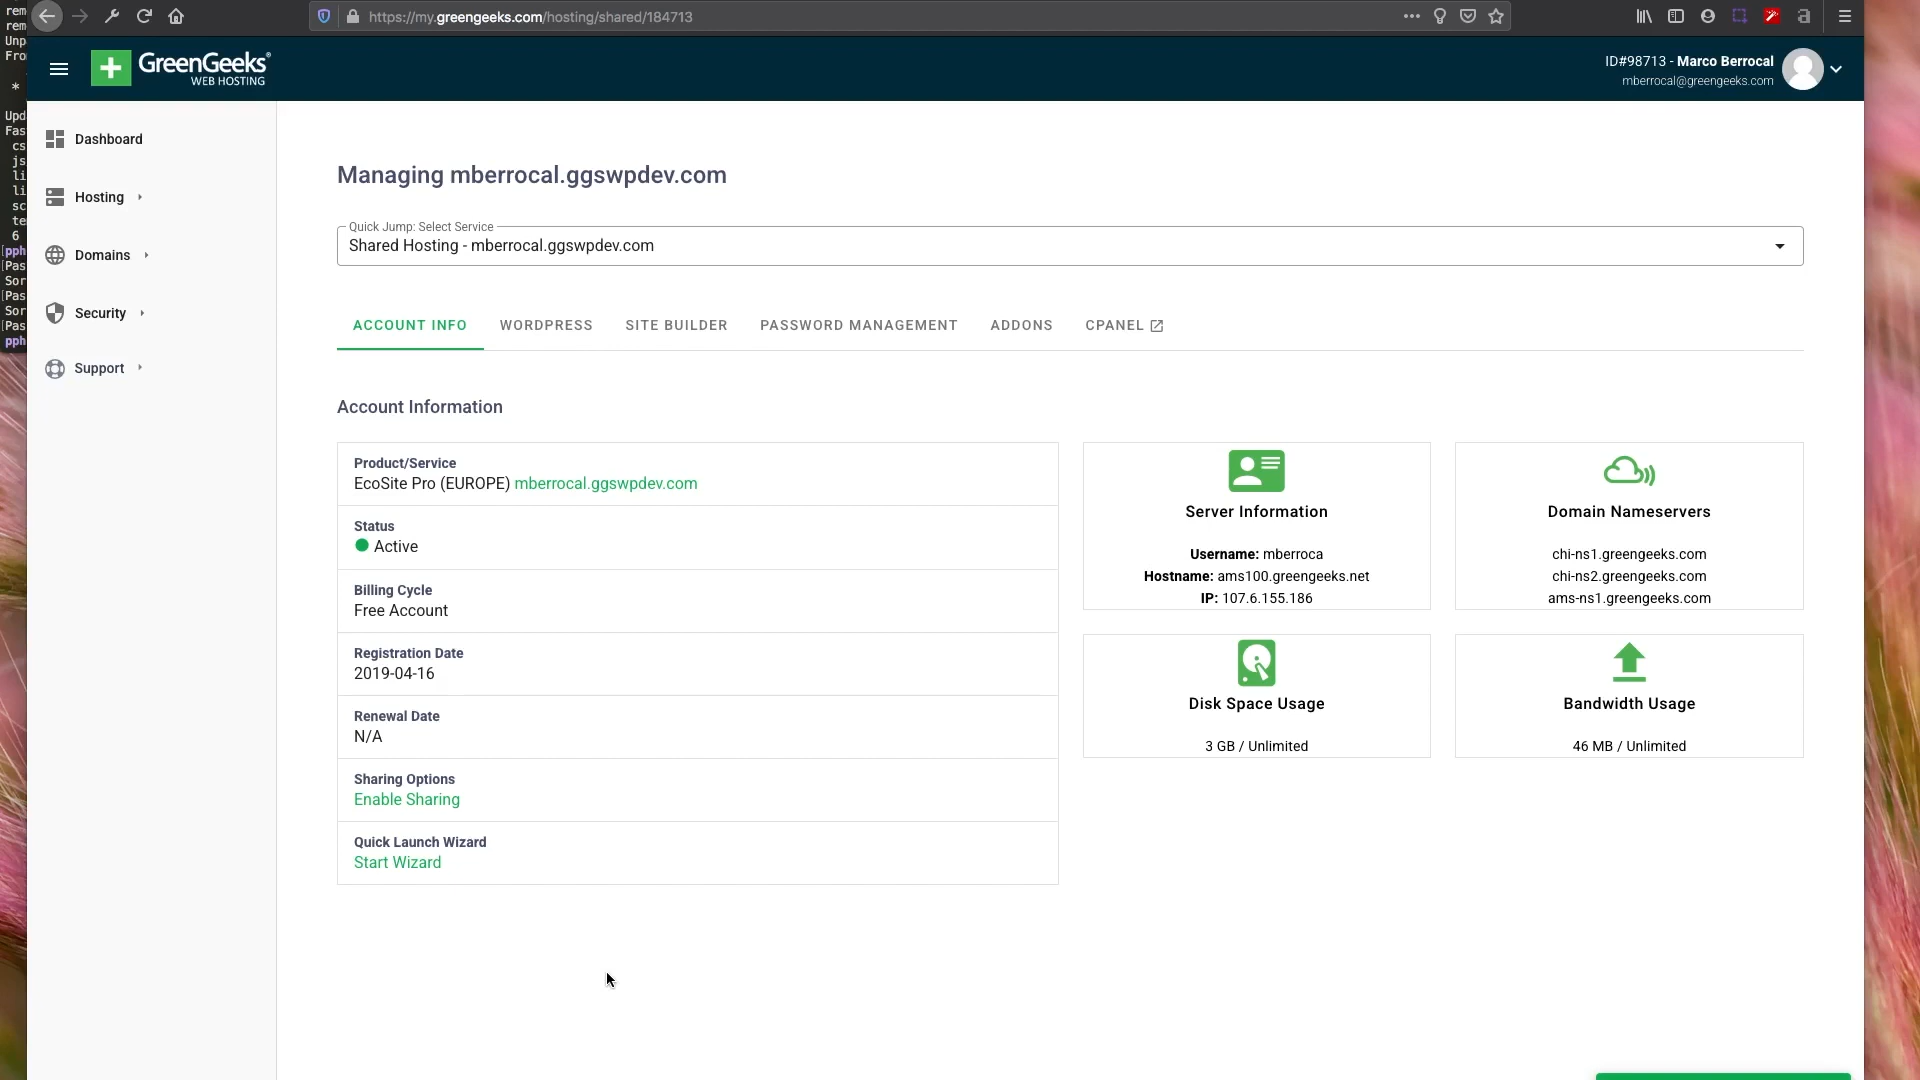 https://my.greengeeks.com/hosting/shared/184713
GreenGeeks®
WEB HOSTING
ID#98713 - Marco Berrocal
mberrocal@greengeeks.com
Dashboard
Hosting
Domains
Security
Support
Managing mberrocal.ggswpdev.com
Quick Jump: Select Service
Shared Hosting - mberrocal.ggswpdev.com
ACCOUNT INFO WORDPRESS SITE BUILDER PASSWORD MANAGEMENT ADDONS CPANEL
Account Information
Product/Service
EcoSite Pro (EUROPE) mberrocal.ggswpdev.com
Status
Active
Billing Cycle
Free Account
Registration Date
2019-04-16
Renewal Date
N/A
Sharing Options
Enable Sharing
Quick Launch Wizard
Start Wizard
Server Information
Username: mberroca
Hostname: ams100.greengeeks.net
IP: 107.6.155.186
Domain Nameservers
chi-ns1.greengeeks.com
chi-ns2.greengeeks.com
ams-ns1.greengeeks.com
Disk Space Usage
3 GB / Unlimited
Bandwidth Usage
46 MB / Unlimited